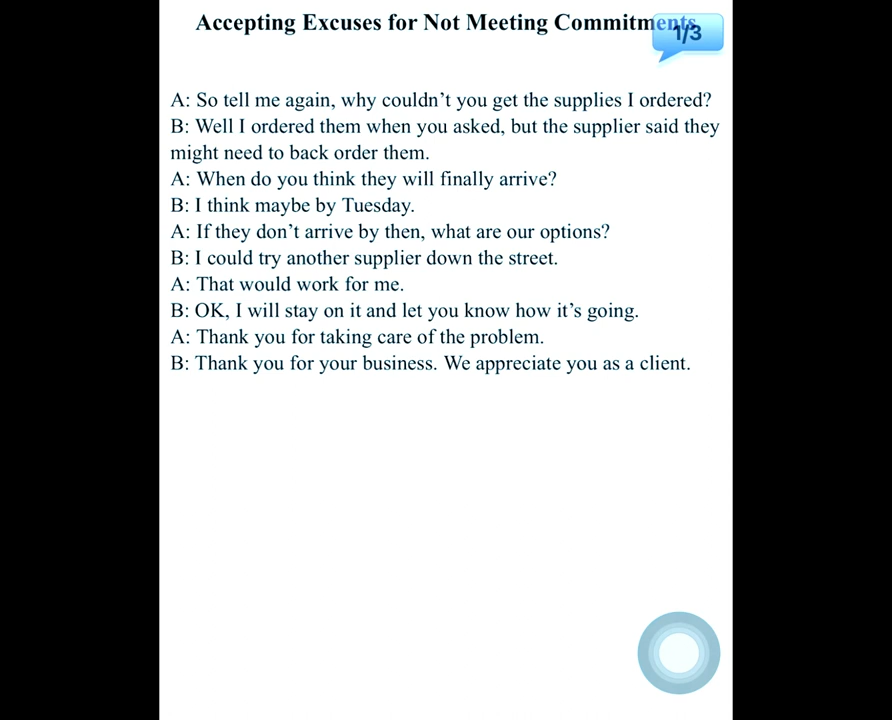 Accepting Excuses for Not Meeting Commitments
1/3
A: So tell me again, why couldn’t you get the supplies I ordered?
B: Well I ordered them when you asked, but the supplier said they
might need to back order them.
A: When do you think they will finally arrive?
B: I think maybe by Tuesday.
A: If they don’t arrive by then, what are our options?
B: I could try another supplier down the street.
A: That would work for me.
B: OK, I will stay on it and let you know how it’s going.
A: Thank you for taking care of the problem.
B: Thank you for your business. We appreciate you as a client.